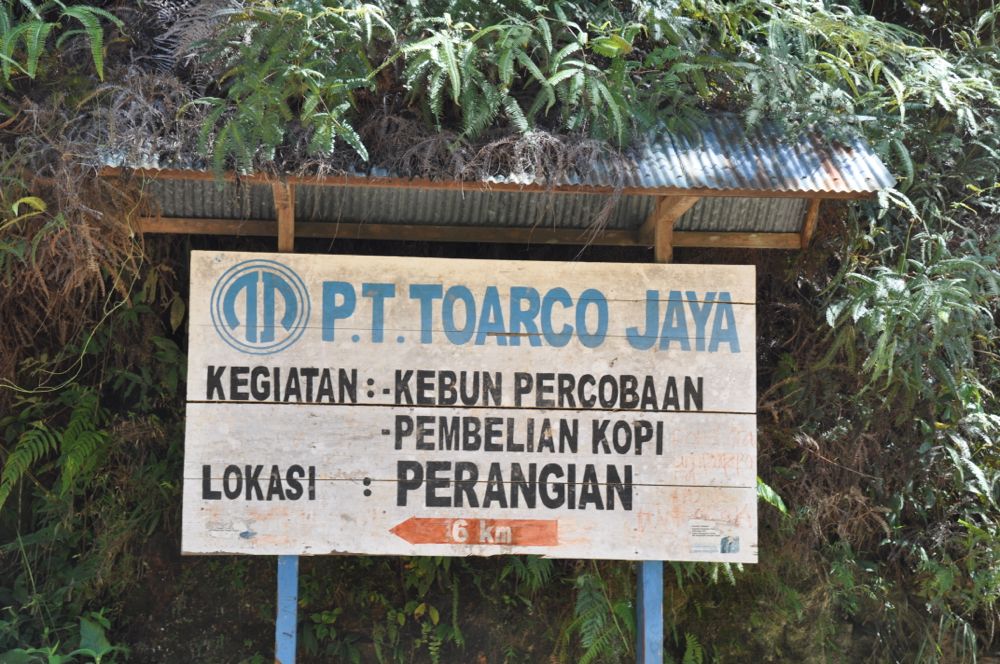 P.T. TOARCO JAYA
KEGIATAN : - KEBUN PERCOBAAN
- PEMBELIAN KOPI
LOKASI : PERANGIAN
6 km